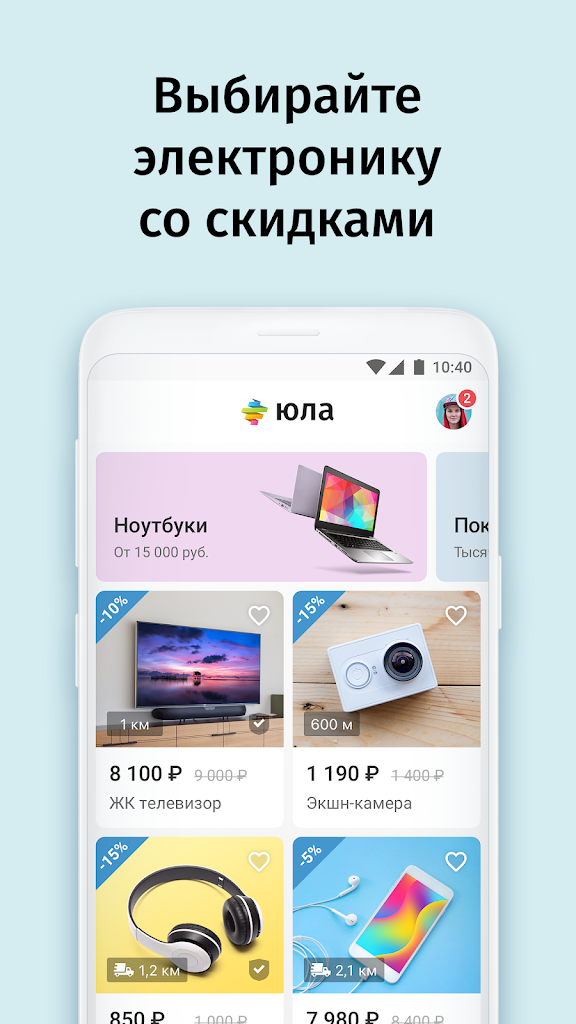 Выбирайте
электронику
со скидками
10:40
юла
2
Ноутбуки
От 15 000 руб.
Пок
Тыся
-10%
1 км
8 100 ₽ 9 000 ₽
ЖК телевизор
-15%
600 м
1 190 ₽ 1 400 ₽
Экшн-камера
-15%
1,2 км
850 ₽ 1 000 ₽
-5%
2,1 км
7 980 ₽ 8 400 ₽